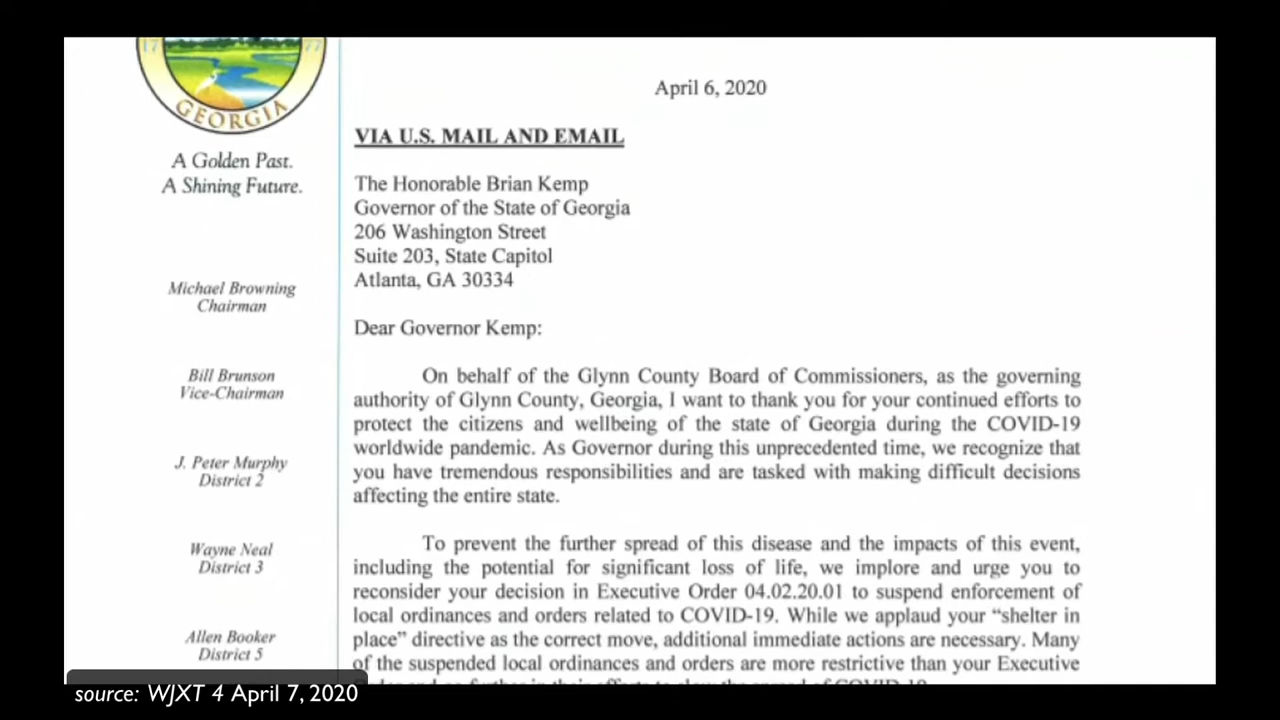 17 77
GEORGIA
A Golden Past.
A Shining Future.
Michael Browning
Chairman
Bill Brunson
Vice-Chairman
J. Peter Murphy
District 2
Wayne Neal
District 3
Allen Booker
District 5
April 6, 2020
VIA U.S. MAIL AND EMAIL
The Honorable Brian Kemp
Governor of the State of Georgia
206 Washington Street
Suite 203, State Capitol
Atlanta, GA 30334
Dear Governor Kemp:
On behalf of the Glynn County Board of Commissioners, as the governing
authority of Glynn County, Georgia, I want to thank you for your continued efforts to
protect the citizens and wellbeing of the state of Georgia during the COVID-19
worldwide pandemic. As Governor during this unprecedented time, we recognize that
you have tremendous responsibilities and are tasked with making difficult decisions
affecting the entire state.
To prevent the further spread of this disease and the impacts of this event,
including the potential for significant loss of life, we implore and urge you to
reconsider your decision in Executive Order 04.02.20.01 to suspend enforcement of
local ordinances and orders related to COVID-19. While we applaud your “shelter in
place” directive as the correct move, additional immediate actions are necessary. Many
of the suspended local ordinances and orders are more restrictive than your Executive
source: WJXT 4 April 7, 2020